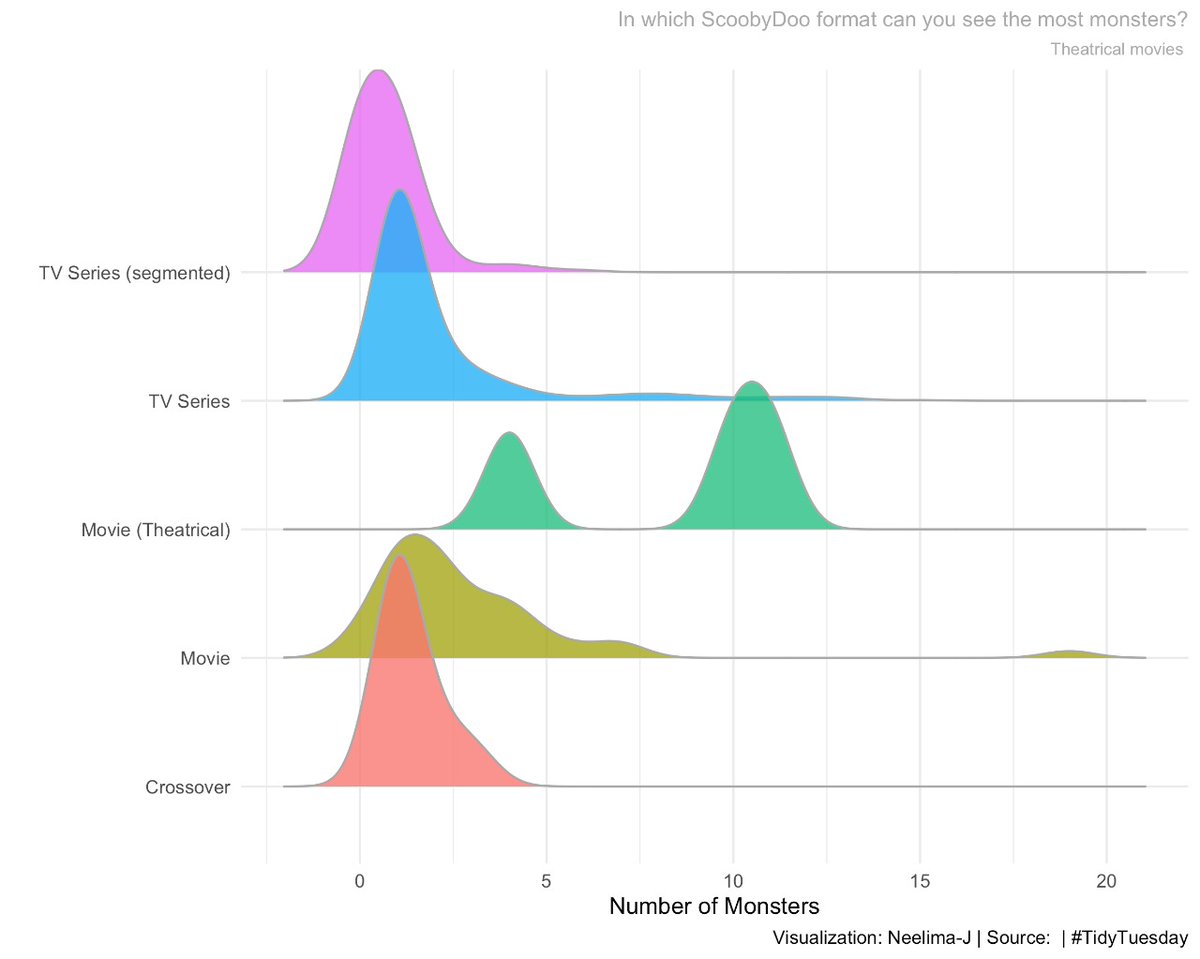 In which ScoobyDoo format can you see the most monsters?
Theatrical movies
TV Series (segmented)
TV Series
Movie (Theatrical)
Movie
Crossover
0 5 10 15 20
Number of Monsters
Visualization: Neelima-J | Source:  | #TidyTuesday